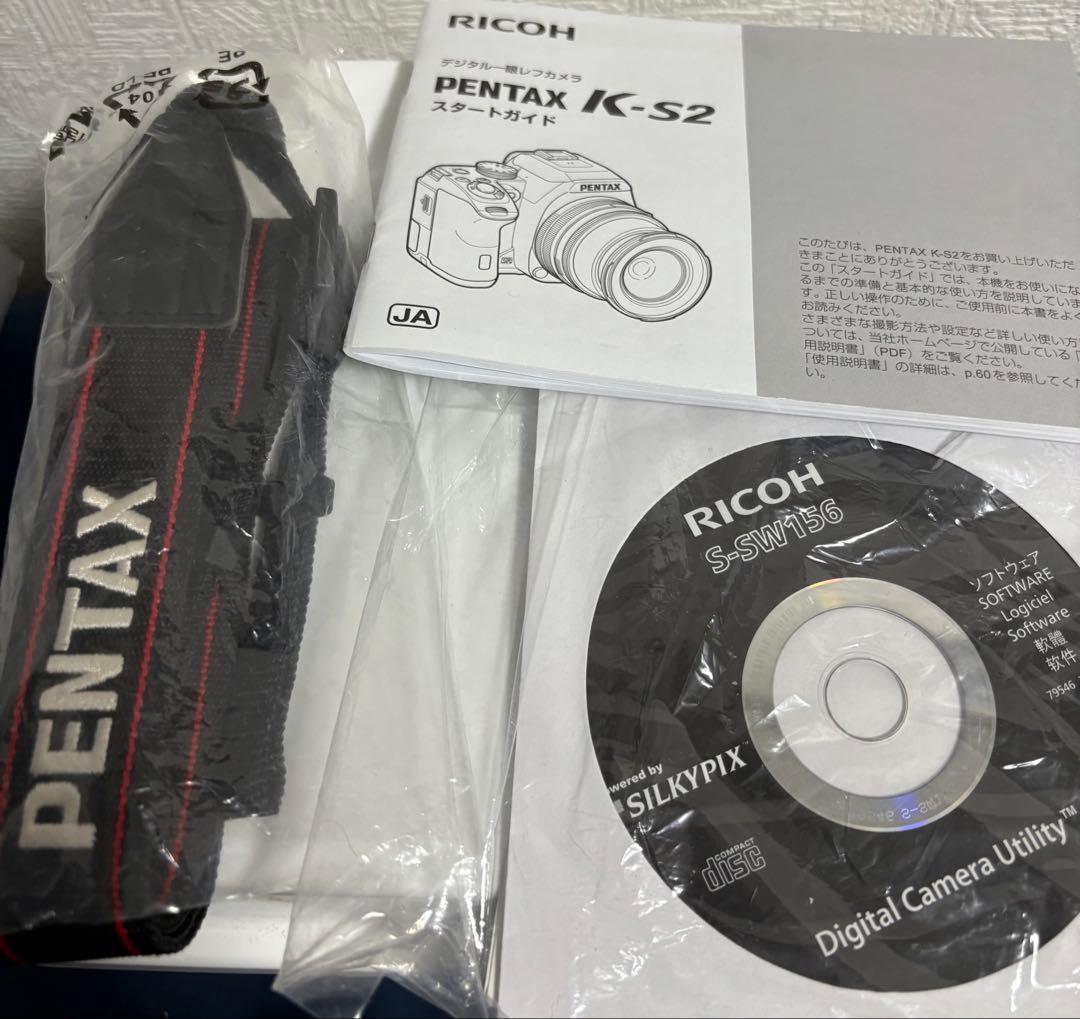 RICOH
デジタル一眼レフカメラ
PENTAX K-S2
スタートガイド
PENTAX
JA
このたびは、PENTAX K-S2をお買い上げいただ
きまことにありがとうございます。
この「スタートガイド」では、本機をお使いにな
るまでの準備と基本的な使い方を説明していま
す。正しい操作のために、ご使用前に本書をよく
お読みください。
さまざまな撮影方法や設定など詳しい使い方
ついては、当社ホームページで公開している「
用説明書」（PDF）をご覧ください。
「使用説明書」の詳細は、p.60を参照してくだ
い。
PENTAX
RICOH
S-SW156
ソフトウェア
SOFTWARE
Logiciel
Software
軟體
软件
79546
wered by
SILKYPIX™
COMPACT
disc
Digital Camera Utility™